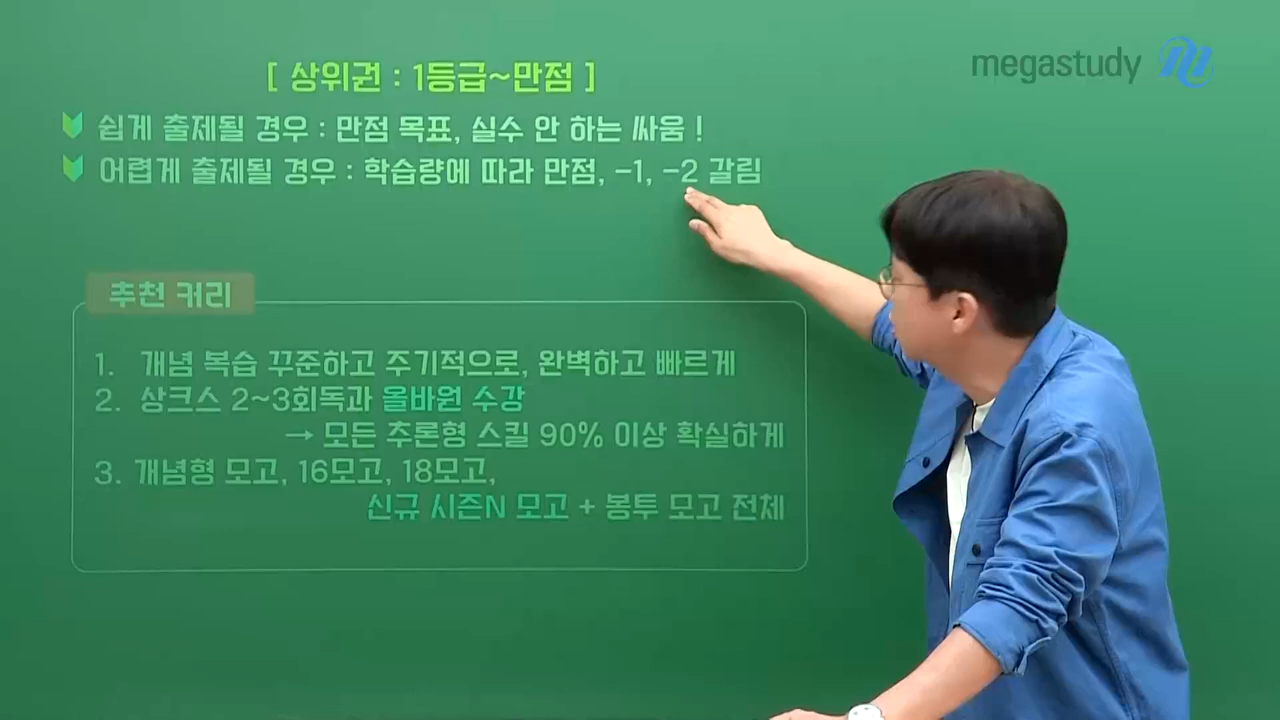 megastudy
[ 상위권 : 1등급~만점 ]
쉽게 출제될 경우 : 만점 목표, 실수 안 하는 싸움 !
어렵게 출제될 경우 : 학습량에 따라 만점, -1, -2 갈림
추천 커리
1. 개념 복습 꾸준하고 주기적으로, 완벽하고 빠르게
2. 상크스 2~3회독과 올바원 수강
→ 모든 추론형 스킬 90% 이상 확실하게
3. 개념형 모고, 16모고, 18모고,
신규 시즌N 모고 + 봉투 모고 전체